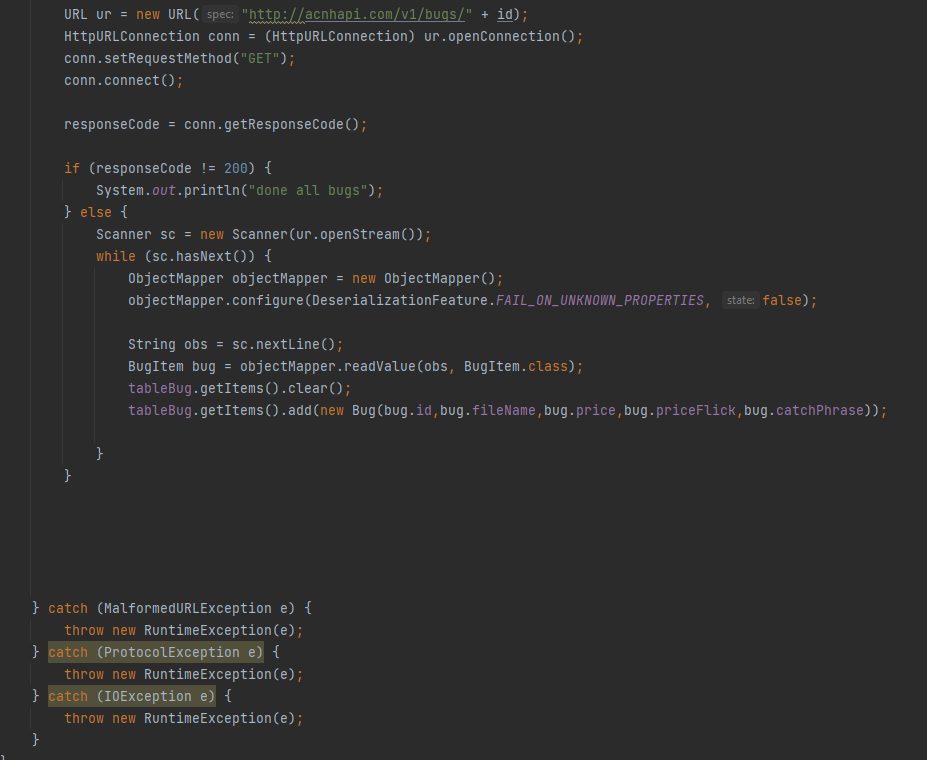 URL ur = new URL( spec: "http://acnhapi.com/v1/bugs/" + id);
HttpURLConnection conn = (HttpURLConnection) ur.openConnection();
conn.setRequestMethod("GET");
conn.connect();
responseCode = conn.getResponseCode();
if (responseCode != 200) {
System.out.println("done all bugs");
} else {
Scanner sc = new Scanner(ur.openStream());
while (sc.hasNext()) {
ObjectMapper objectMapper = new ObjectMapper();
objectMapper.configure(DeserializationFeature.FAIL_ON_UNKNOWN_PROPERTIES, state: false);
String obs = sc.nextLine();
BugItem bug = objectMapper.readValue(obs, BugItem.class);
tableBug.getItems().clear();
tableBug.getItems().add(new Bug(bug.id,bug.fileName,bug.price,bug.priceFlick,bug.catchPhrase));
}
}
} catch (MalformedURLException e) {
throw new RuntimeException(e);
} catch (ProtocolException e) {
throw new RuntimeException(e);
} catch (IOException e) {
throw new RuntimeException(e);
}